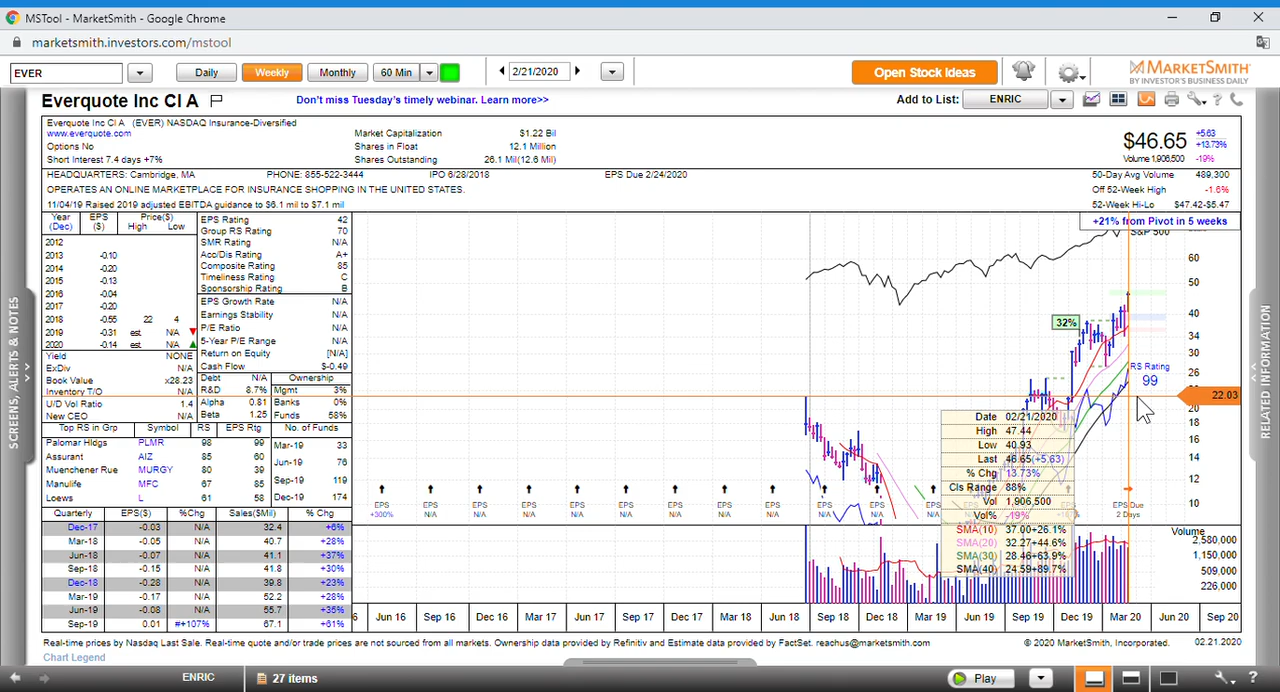 MSTool - MarketSmith - Google Chrome
marketsmith.investors.com/mstool
EVER Daily Weekly Monthly 60 Min 2/21/2020 Open Stock Ideas MARKETSMITH
BY INVESTOR'S BUSINESS DAILY
Everquote Inc Cl A Don't miss Tuesday's timely webinar. Learn more>> Add to List: ENRIC
Everquote Inc Cl A (EVER) NASDAQ Insurance-Diversified
www.everquote.com Market Capitalization $1.22 Bil $46.65 +5.63
Options No Shares in Float 12.1 Million +13.73%
Short Interest 7.4 days +7% Shares Outstanding 26.1 Mil(12.6 Mil) Volume 1,906,500 -19%
HEADQUARTERS: Cambridge, MA PHONE: 855-522-3444 IPO 6/28/2018 EPS Due 2/24/2020 50-Day Avg Volume 489,300
OPERATES AN ONLINE MARKETPLACE FOR INSURANCE SHOPPING IN THE UNITED STATES. Off 52-Week High -1.6%
11/04/19 Raised 2019 adjusted EBITDA guidance to $6.1 mil to $7.1 mil 52-Week Hi-Lo $47.42-$5.47
Year EPS Price($)
(Dec) ($) High Low
2012
2013 -0.10
2014 -0.20
2015 -0.13
2016 -0.04
2017 -0.20
2018 -0.55 22 4
2019 -0.31 est. N/A
2020 -0.14 est. N/A
Yield NONE
ExDiv N/A
Book Value x28.23
Inventory T/O N/A
U/D Vol Ratio 1.4
New CEO N/A
EPS Rating 42
Group RS Rating 70
SMR Rating N/A
Acc/Dis Rating A+
Composite Rating 85
Timeliness Rating C
Sponsorship Rating B
EPS Growth Rate N/A
Earnings Stability N/A
P/E Ratio N/A
5-Year P/E Range N/A
Return on Equity [N/A]
Cash Flow $-0.49
Debt N/A
R&D 8.7%
Alpha 0.81
Beta 1.25
Ownership
Mgmt 3%
Banks 0%
Funds 58%
Top RS in Grp Symbol RS EPS Rtg
Palomar Hldgs PLMR 98 99
Assurant AIZ 85 60
Muenchener Rue MURGY 80 39
Manulife MFC 67 85
Loews L 61 58
No. of Funds
Mar-19 33
Jun-19 76
Sep-19 119
Dec-19 174
Quarterly EPS($) %Chg Sales($Mil) % Chg
Dec-17 -0.03 N/A 32.4 +6%
Mar-18 -0.05 N/A 40.7 +28%
Jun-18 -0.07 N/A 41.1 +37%
Sep-18 -0.15 N/A 41.8 +30%
Dec-18 -0.28 N/A 39.8 +23%
Mar-19 -0.17 N/A 52.2 +28%
Jun-19 -0.08 N/A 55.7 +35%
Sep-19 0.01 #+107% 67.1 +61%
+21% from Pivot in 5 weeks
S&P 500
60
50
40
34
30
26
22.03
20
18
16
14
12
10
32%
RS Rating
99
Date 02/21/2020
High 47.44
Low 40.93
Last 46.65(+5.63)
% Chg 13.73%
Cls Range 88%
Vol 1,906,500
Vol% -19%
SMA(10) 37.00+26.1%
SMA(20) 32.27+44.6%
SMA(30) 28.46+63.9%
SMA(40) 24.59+89.7%
EPS EPS EPS EPS EPS EPS EPS EPS EPS EPS EPS EPS EPS EPS Due
+300% N/A N/A N/A N/A N/A N/A N/A N/A N/A N/A N/A 2 Days
Volume
2,580,000
1,150,000
509,000
226,000
6 Jun 16 Sep 16 Dec 16 Mar 17 Jun 17 Sep 17 Dec 17 Mar 18 Jun 18 Sep 18 Dec 18 Mar 19 Jun 19 Sep 19 Dec 19 Mar 20 Jun 20 Sep 20
Real-time prices by Nasdaq Last Sale. Real-time quote and/or trade prices are not sourced from all markets. Ownership data provided by Refinitiv and Estimate data provided by FactSet. reachus@marketsmith.com © 2020 MarketSmith, Incorporated. 02.21.2020
Chart Legend
SCREENS, ALERTS & NOTES
RELATED INFORMATION
ENRIC 27 items Play